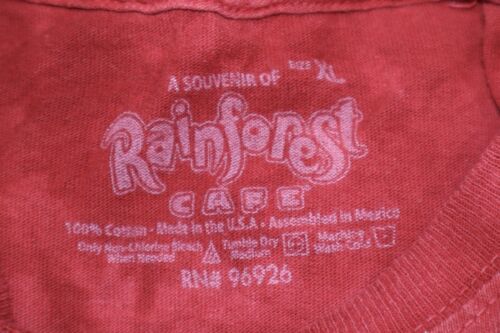 A SOUVENIR OF
SIZE XL
Rainforest
CAFE
100% Cotton • Made in the U.S.A • Assembled in Mexico
Only Non-Chlorine Bleach When Needed
Tumble Dry Medium
Machine Wash Cold
RN# 96926